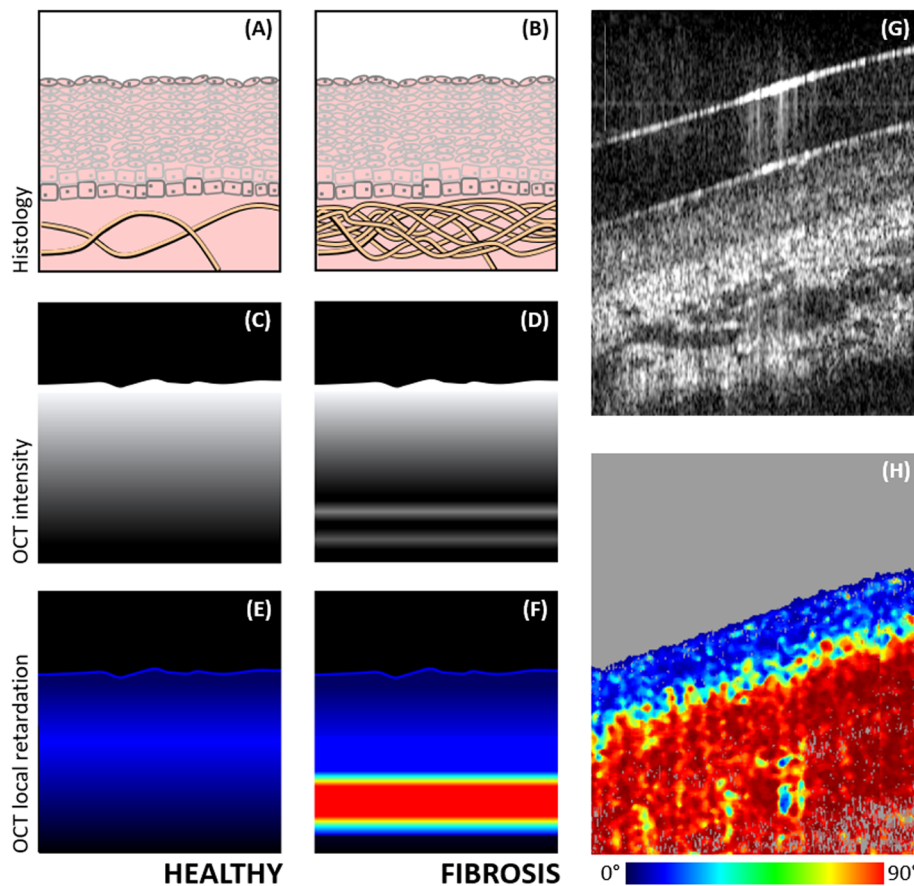 (A)
(B)
(G)
Histology
(C)
(D)
OCT intensity
(E)
(F)
(H)
OCT local retardation
HEALTHY
FIBROSIS
0°
90°